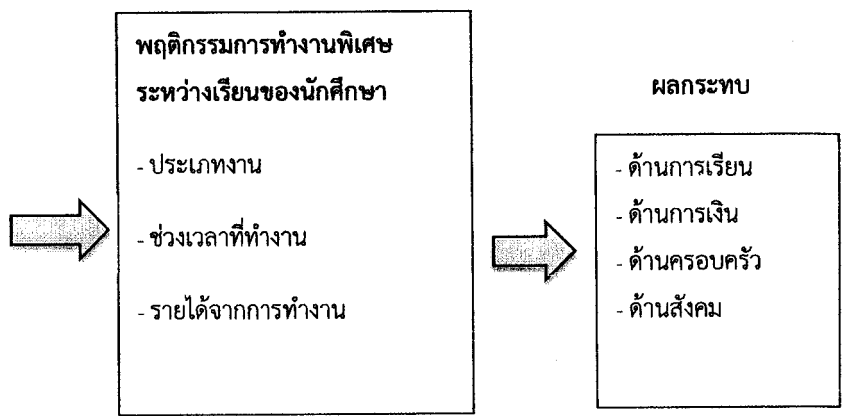 พฤติกรรมการทำงานพิเศษ
ระหว่างเรียนของนักศึกษา
- ประเภทงาน
- ช่วงเวลาที่ทำงาน
- รายได้จากการทำงาน
ผลกระทบ
- ด้านการเรียน
- ด้านการเงิน
- ด้านครอบครัว
- ด้านสังคม